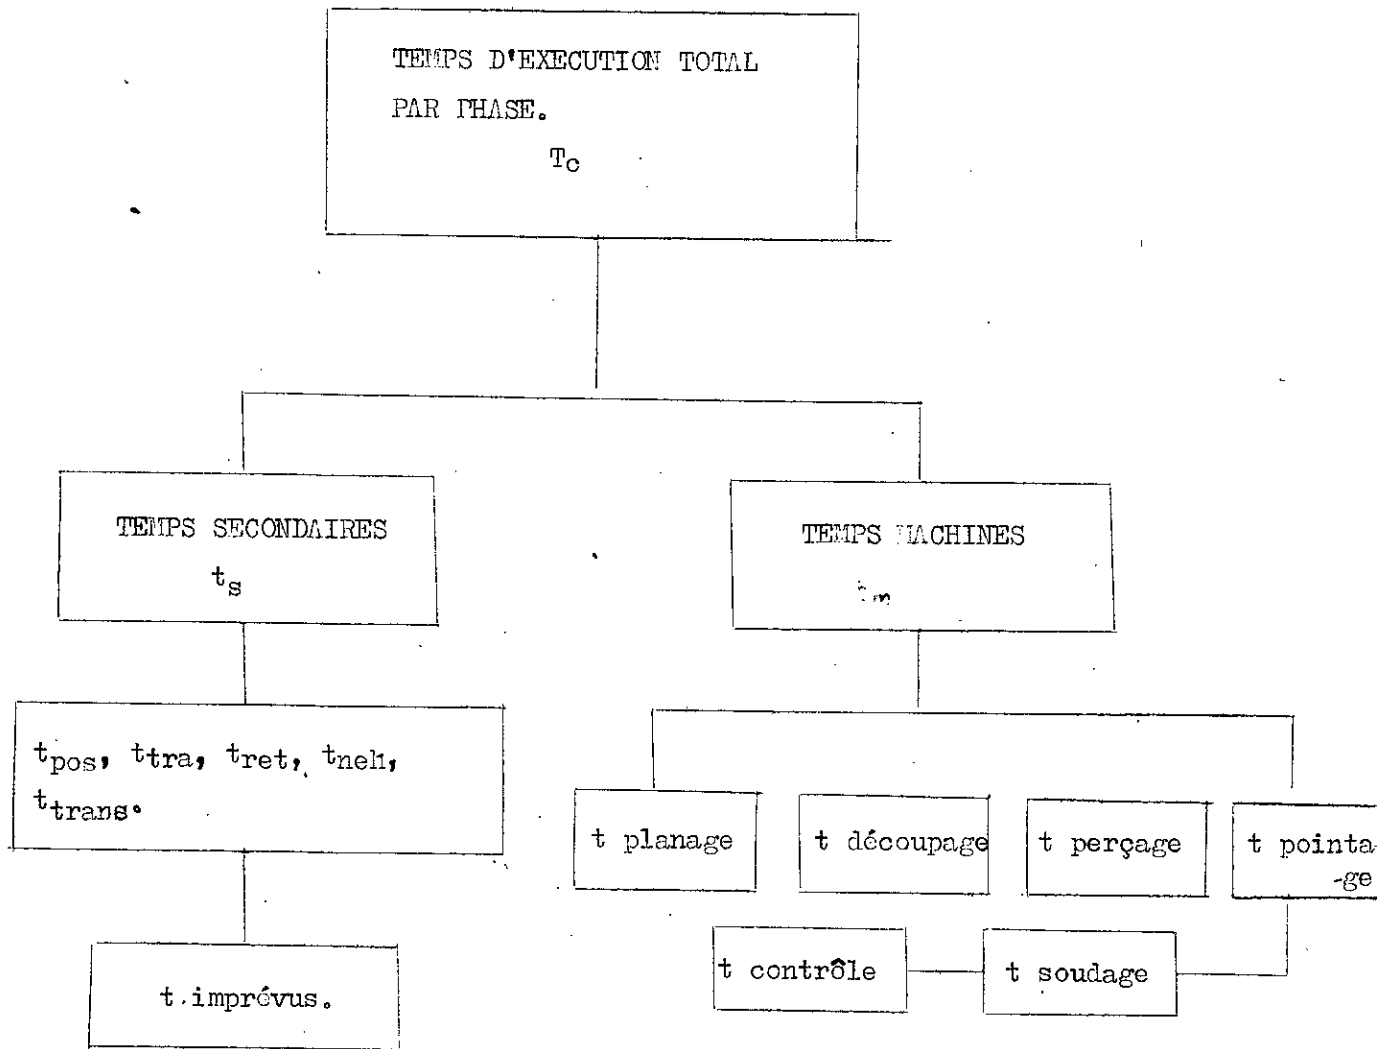 TEMPS D'EXECUTION TOTAL
PAR PHASE.
Tc
TEMPS SECONDAIRES
ts
TEMPS MACHINES
tm
tpos, ttra, tret, tneh,
ttrans.
t planage
t découpage
t perçage
t pointa-
-ge
t contrôle
t soudage
t.imprévus.